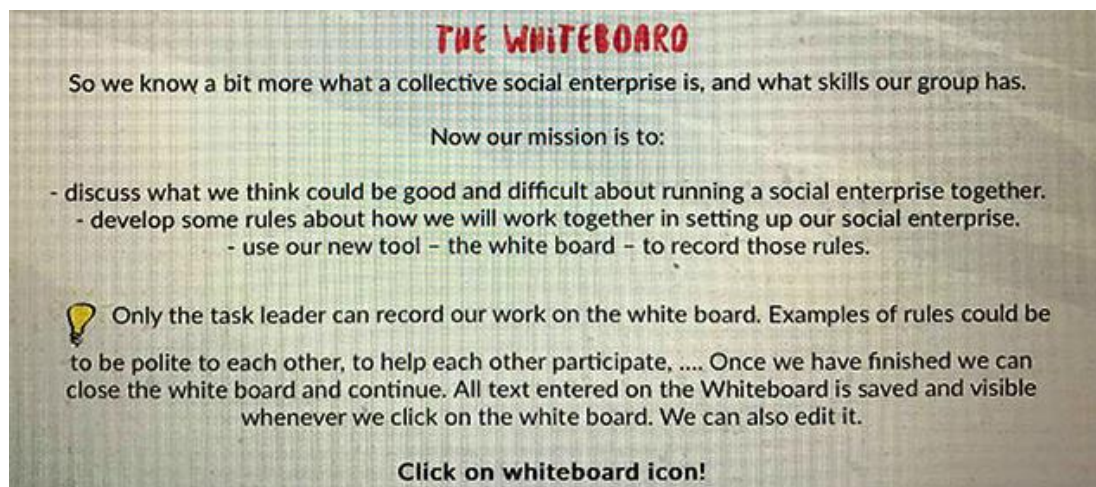 THE WHITEBOARD
So we know a bit more what a collective social enterprise is, and what skills our group has.
Now our mission is to:
- discuss what we think could be good and difficult about running a social enterprise together.
- develop some rules about how we will work together in setting up our social enterprise.
- use our new tool – the white board – to record those rules.
Only the task leader can record our work on the white board. Examples of rules could be
to be polite to each other, to help each other participate, .... Once we have finished we can
close the white board and continue. All text entered on the Whiteboard is saved and visible
whenever we click on the white board. We can also edit it.
Click on whiteboard icon!